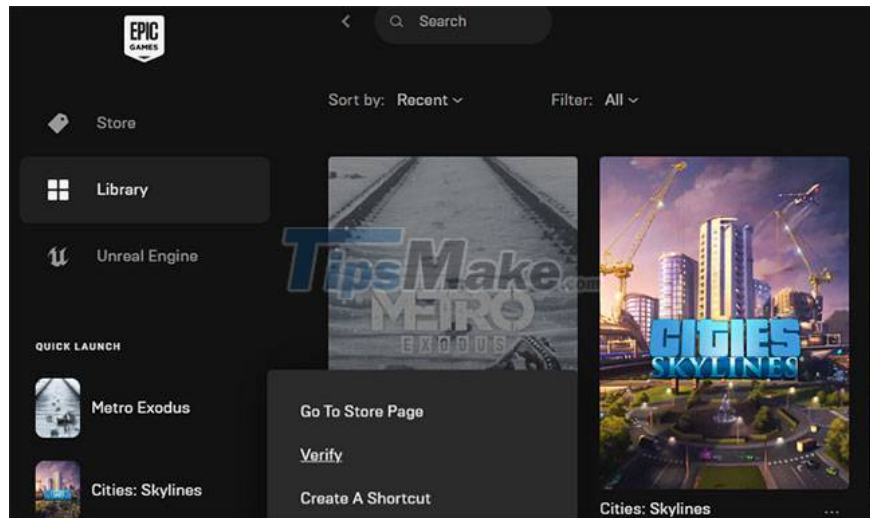 EPIC
GAMES
Search
Store
Sort by: Recent
Filter: All
Library
Unreal Engine
TipsMake.com
METRO
EXODUS
CITIES
SKYLINES
QUICK LAUNCH
Metro Exodus
Go To Store Page
Verify
Cities: Skylines
Create A Shortcut
Cities: Skylines
...